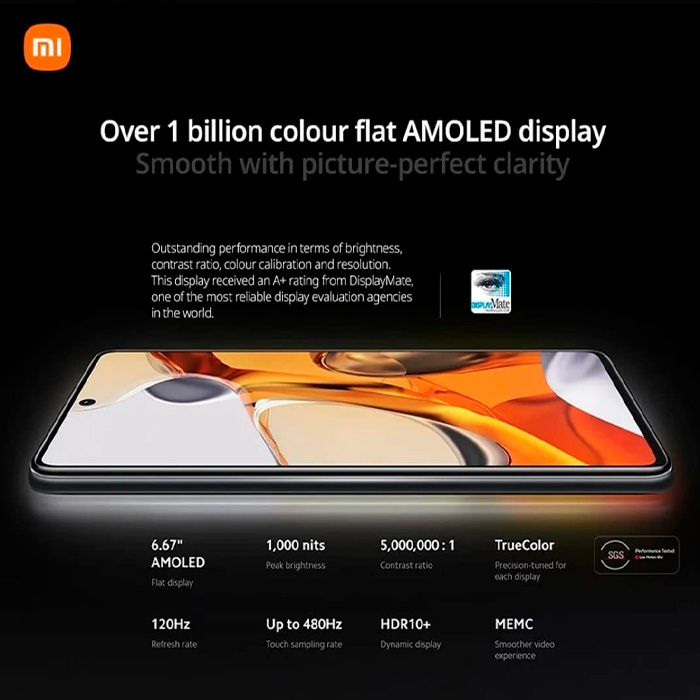 mi
Over 1 billion colour flat AMOLED display
Smooth with picture-perfect clarity
Outstanding performance in terms of brightness,
contrast ratio, colour calibration and resolution.
This display received an A+ rating from DisplayMate,
one of the most reliable display evaluation agencies
in the world.
DISPLAYMate
6.67"
AMOLED
Flat display
1,000 nits
Peak brightness
5,000,000 : 1
Contrast ratio
TrueColor
Precision-tuned for
each display
SGS
Performance Tested
Low Motion Blur
120Hz
Refresh rate
Up to 480Hz
Touch sampling rate
HDR10+
Dynamic display
MEMC
Smoother video
experience